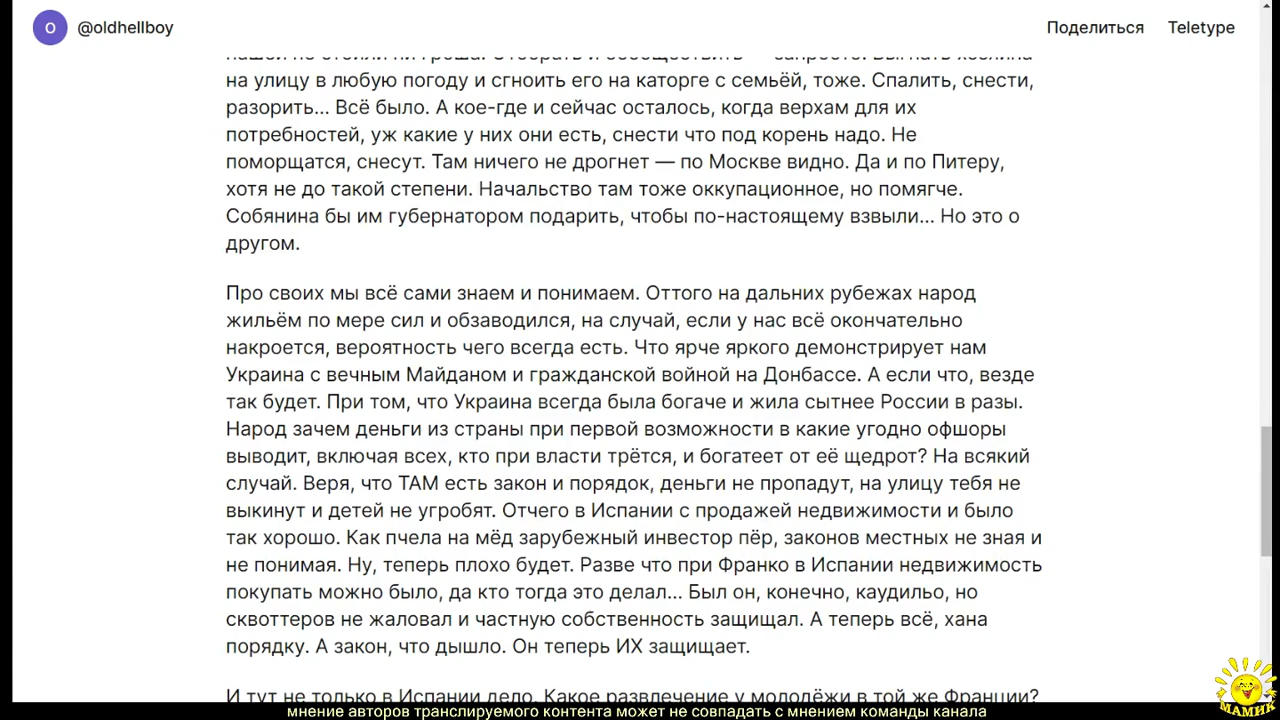 @oldhellboy
Поделиться
Teletype
на улицу в любую погоду и сгноить его на каторге с семьёй, тоже. Спалить, снести,
разорить... Всё было. А кое-где и сейчас осталось, когда верхам для их
потребностей, уж какие у них они есть, снести что под корень надо. Не
поморщатся, снесут. Там ничего не дрогнет — по Москве видно. Да и по Питеру,
хотя не до такой степени. Начальство там тоже оккупационное, но помягче.
Собянина бы им губернатором подарить, чтобы по-настоящему взвыли... Но это о
другом.
Про своих мы всё сами знаем и понимаем. Оттого на дальних рубежах народ
жильём по мере сил и обзаводился, на случай, если у нас всё окончательно
накроется, вероятность чего всегда есть. Что ярче яркого демонстрирует нам
Украина с вечным Майданом и гражданской войной на Донбассе. А если что, везде
так будет. При том, что Украина всегда была богаче и жила сытнее России в разы.
Народ зачем деньги из страны при первой возможности в какие угодно офшоры
выводит, включая всех, кто при власти трётся, и богатеет от её щедрот? На всякий
случай. Веря, что ТАМ есть закон и порядок, деньги не пропадут, на улицу тебя не
выкинут и детей не угробят. Отчего в Испании с продажей недвижимости и было
так хорошо. Как пчела на мёд зарубежный инвестор пёр, законов местных не зная и
не понимая. Ну, теперь плохо будет. Разве что при Франко в Испании недвижимость
покупать можно было, да кто тогда это делал... Был он, конечно, каудильо, но
сквоттеров не жаловал и частную собственность защищал. А теперь всё, хана
порядку. А закон, что дышло. Он теперь ИХ защищает.
И тут не только в Испании дело. Какое развлечение у молодёжи в той же Франции?
мнение авторов транслируемого контента может не совпадать с мнением команды канала
МАМИК